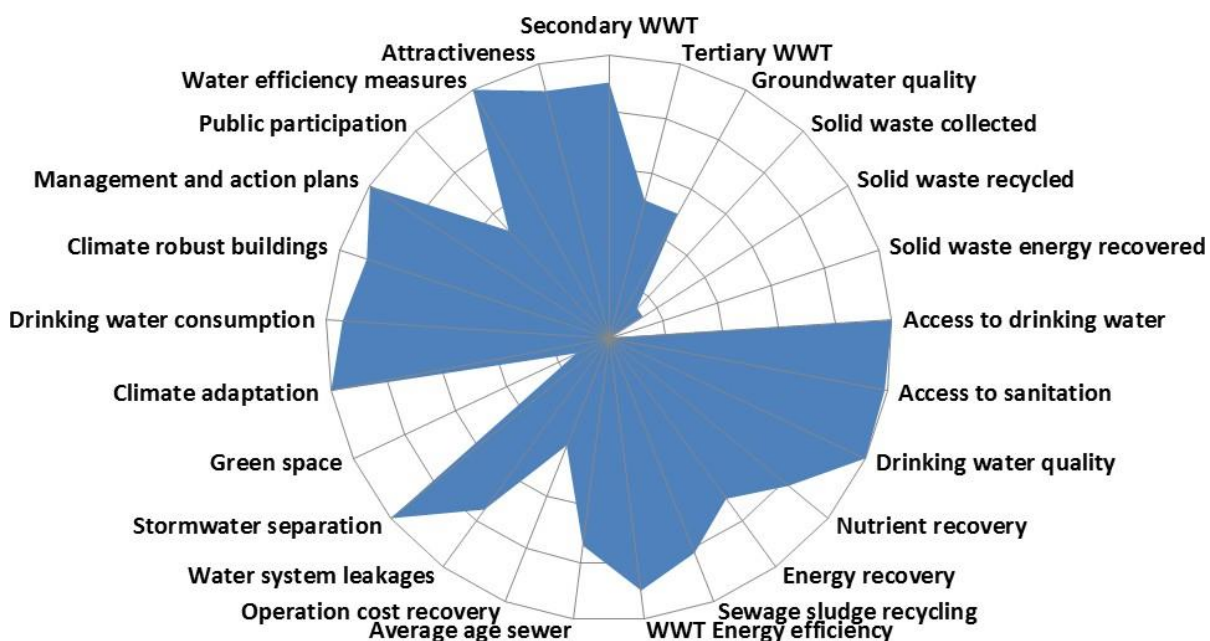 Secondary WWT
Tertiary WWT
Groundwater quality
Solid waste collected
Solid waste recycled
Solid waste energy recovered
Access to drinking water
Access to sanitation
Drinking water quality
Nutrient recovery
Energy recovery
Sewage sludge recycling
WWT Energy efficiency
Average age sewer
Operation cost recovery
Water system leakages
Stormwater separation
Green space
Climate adaptation
Drinking water consumption
Climate robust buildings
Management and action plans
Public participation
Water efficiency measures
Attractiveness